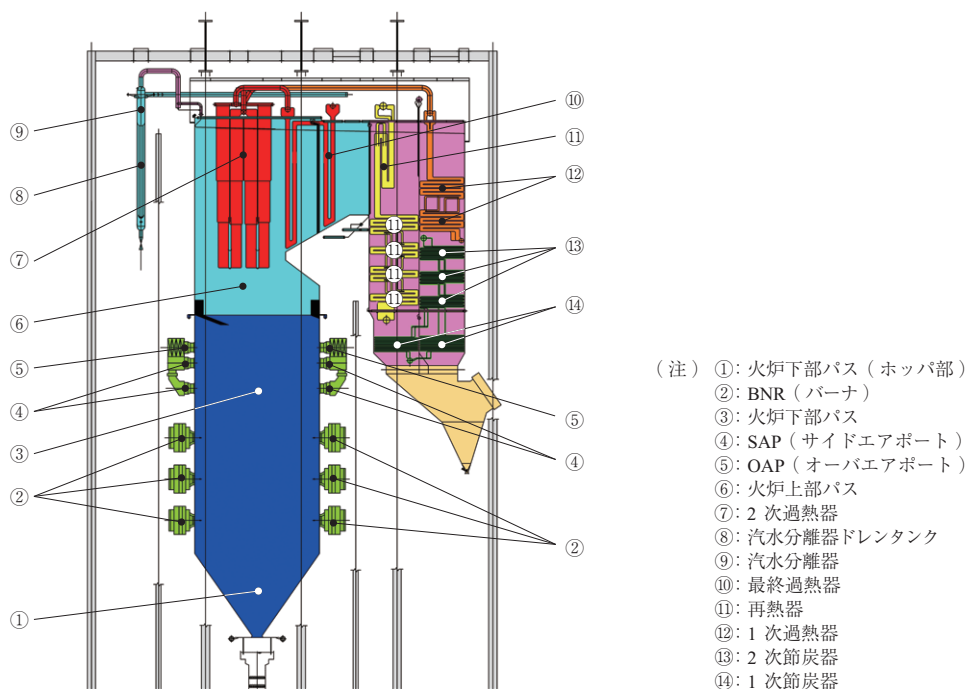 ⑨
⑧
⑦
⑥
⑤
④
③
②
①
⑩
⑪
⑫
⑪
⑪
⑪
⑪
⑬
⑭
⑤
④
②
（注）①：火炉下部パス（ホッパ部）
②：BNR（バーナ）
③：火炉下部パス
④：SAP（サイドエアポート）
⑤：OAP（オーバエアポート）
⑥：火炉上部パス
⑦：2 次過熱器
⑧：汽水分離器ドレンタンク
⑨：汽水分離器
⑩：最終過熱器
⑪：再熱器
⑫：1 次過熱器
⑬：2 次節炭器
⑭：1 次節炭器